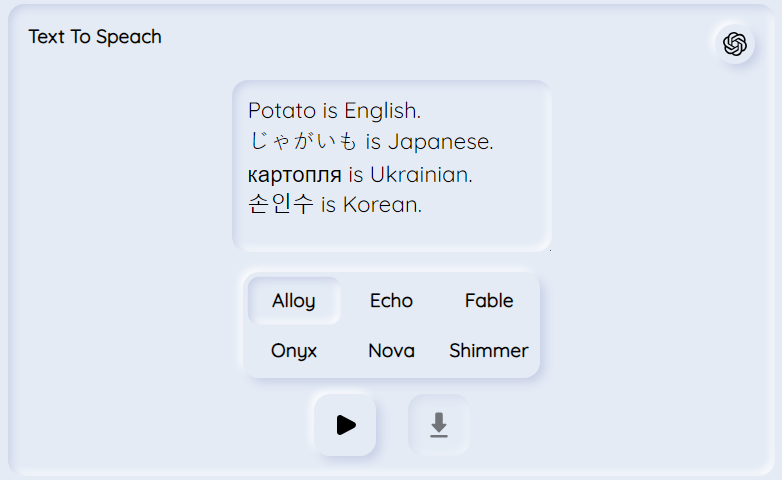 Text To Speach
Potato is English.
じゃがいも is Japanese.
картопля is Ukrainian.
손인수 is Korean.
Alloy Echo Fable
Onyx Nova Shimmer